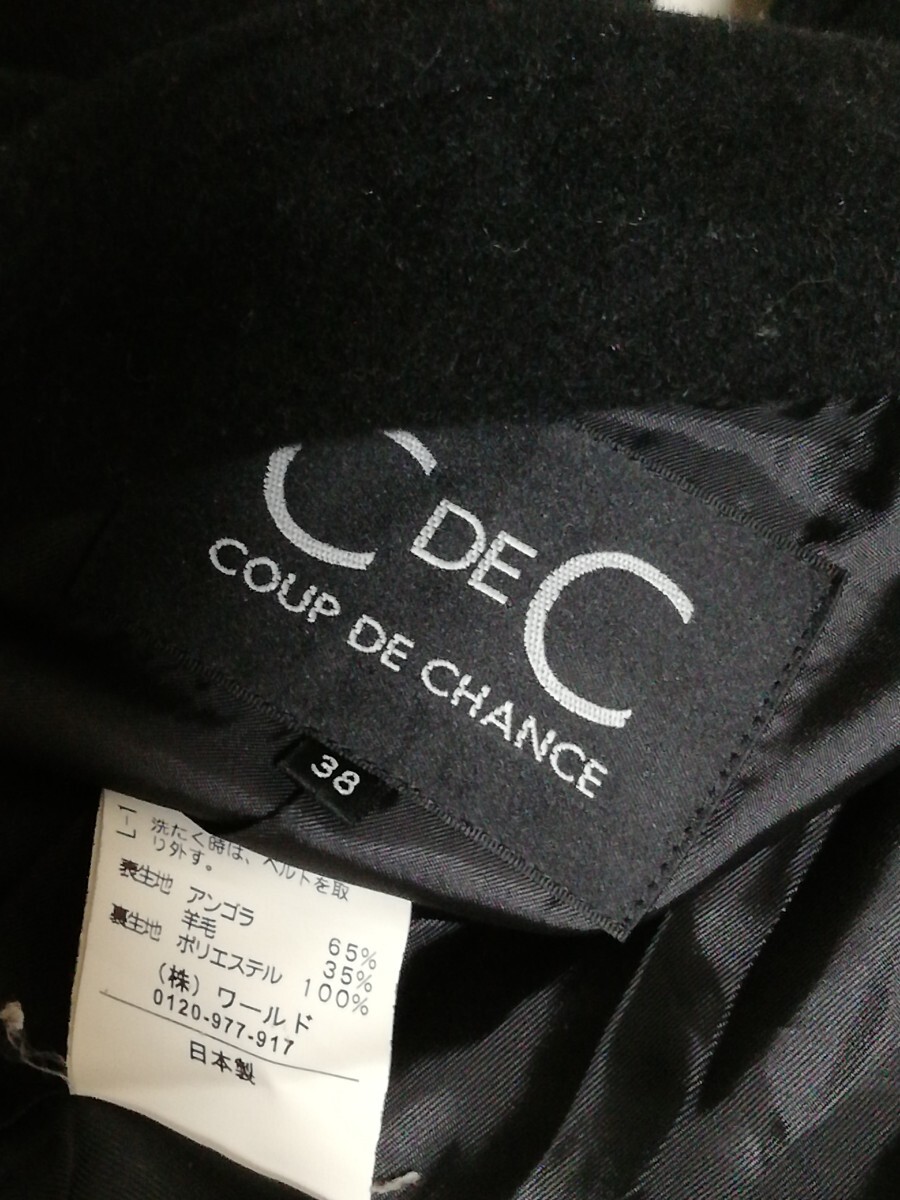 C DE C
COUP DE CHANCE
38
洗たく時は、ベルトを取
り外す。
表生地 アンゴラ 65%
羊毛 35%
裏生地 ポリエステル 100%
(株) ワールド
0120-977-917
日本製